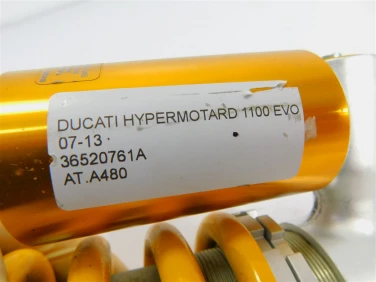 DUCATI HYPERMOTARD 1100 EVO
07-13
36520761A
AT.A480